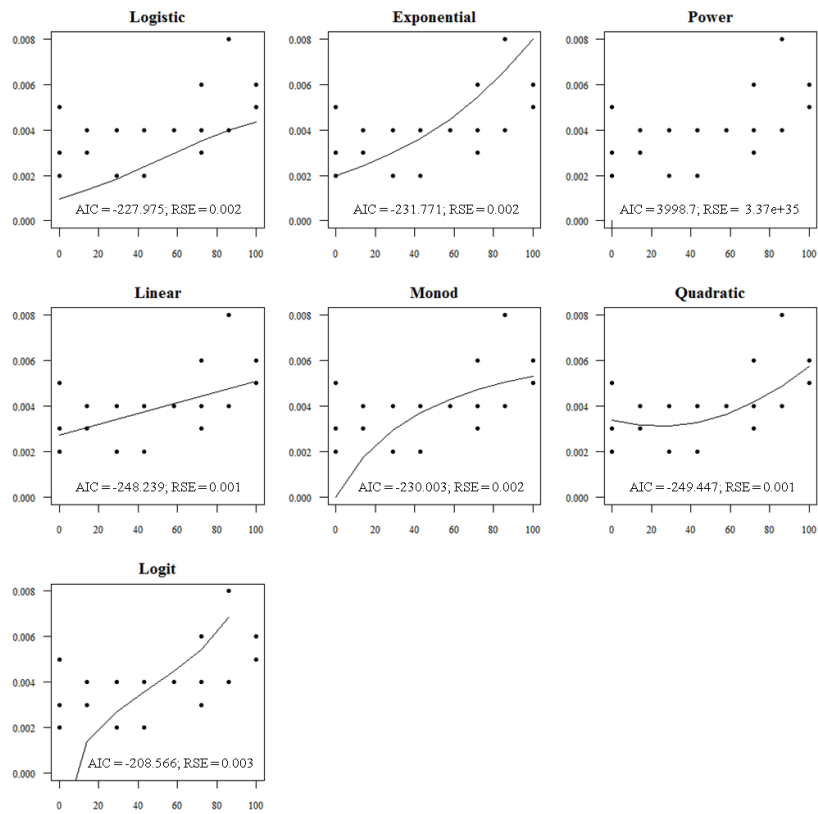 Logistic Exponential Power
0.008 0.008 0.008
0.006 0.006 0.006
0.004 0.004 0.004
0.002 0.002 0.002
AIC=-227.975; RSE=0.002 AIC=-231.771; RSE=0.002 AIC=3998.7; RSE= 3.37e+35
0.000 0.000 0.000
0 20 40 60 80 100 0 20 40 60 80 100 0 20 40 60 80 100
Linear Monod Quadratic
0.008 0.008 0.008
0.006 0.006 0.006
0.004 0.004 0.004
0.002 0.002 0.002
AIC=-248.239; RSE=0.001 AIC=-230.003; RSE=0.002 AIC=-249.447; RSE=0.001
0.000 0.000 0.000
0 20 40 60 80 100 0 20 40 60 80 100 0 20 40 60 80 100
Logit
0.008
0.006
0.004
0.002
AIC=-208.566; RSE=0.003
0.000
0 20 40 60 80 100